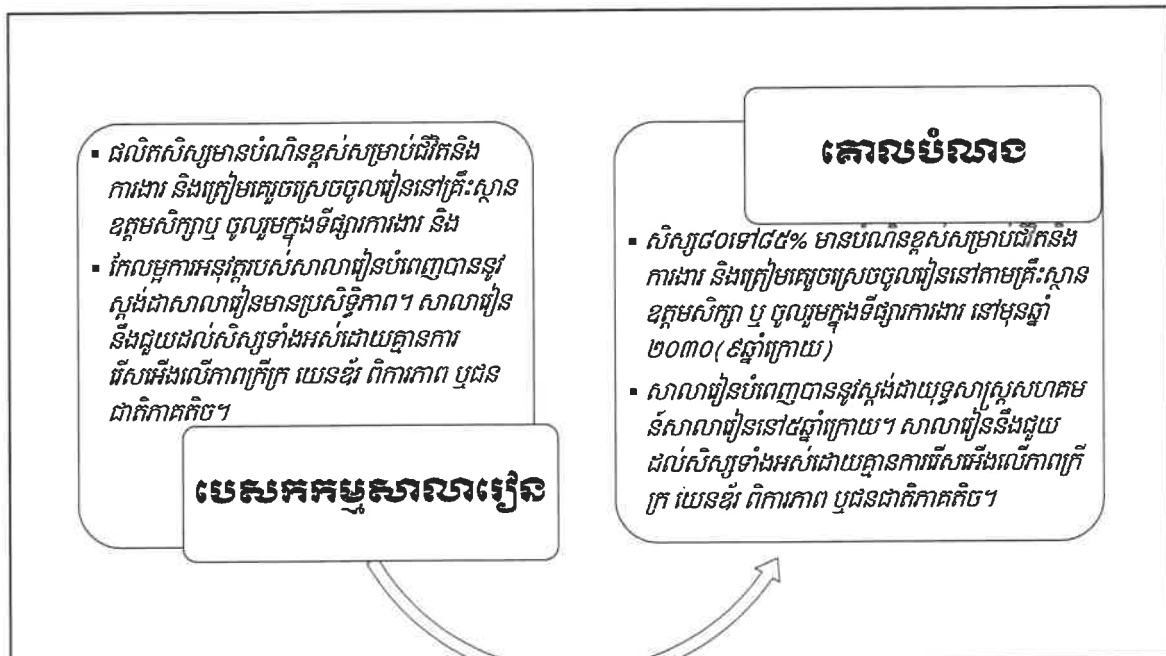 ▪ ផលិតសិស្សមានបំណិនខ្ពស់សម្រាប់ជីវិតនិង
ការងារ និងត្រៀមគេរួចស្រេចចូលរៀននៅគ្រឹះស្ថាន
ឧត្តមសិក្សាឬ ចូលរួមក្នុងទីផ្សារការងារ និង
▪ កែលម្អការអនុវត្តរបស់សាលារៀនបំពេញបាននូវ
ស្តង់ដាសាលារៀនមានប្រសិទ្ធិភាព។ សាលារៀន
នឹងជួយដល់សិស្សទាំងអស់ដោយគ្មានការ
រើសអើងលើភាពក្រីក្រ យេនឌ័រ ពិការភាព ឬជន
ជាតិភាគតិច។
បេសកកម្មសាលារៀន
គោលបំណង
▪ សិស្ស៨០ទៅ៨៥% មានបំណិនខ្ពស់សម្រាប់ជីវិតនិង
ការងារ និងត្រៀមគេរួចស្រេចចូលរៀននៅតាមគ្រឹះស្ថាន
ឧត្តមសិក្សា ឬ ចូលរួមក្នុងទីផ្សារការងារ នៅមុនឆ្នាំ
២០៣០(៩ឆ្នាំក្រោយ)
▪ សាលារៀនបំពេញបាននូវស្តង់ដាយុទ្ធសាស្ត្រសហគម
ន៍សាលារៀននៅ៥ឆ្នាំក្រោយ។ សាលារៀននឹងជួយ
ដល់សិស្សទាំងអស់ដោយគ្មានការរើសអើងលើភាពក្រី
ក្រ យេនឌ័រ ពិការភាព ឬជនជាតិភាគតិច។